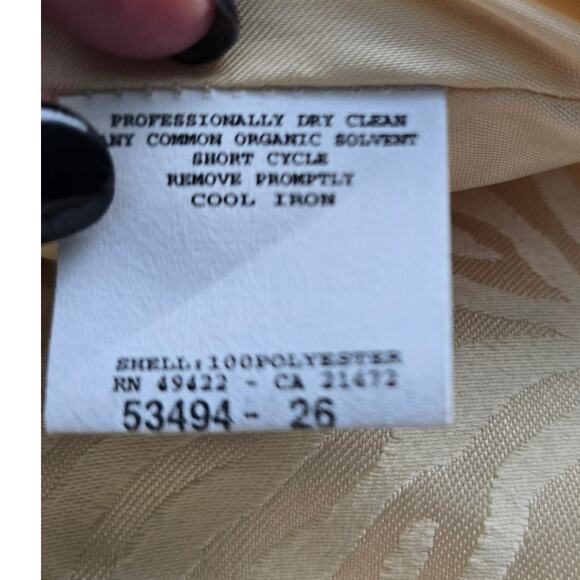 PROFESSIONALLY DRY CLEAN
ANY COMMON ORGANIC SOLVENT
SHORT CYCLE
REMOVE PROMPTLY
COOL IRON
SHELL:100POLYESTER
RN 49422 - CA 21472
53494 - 26